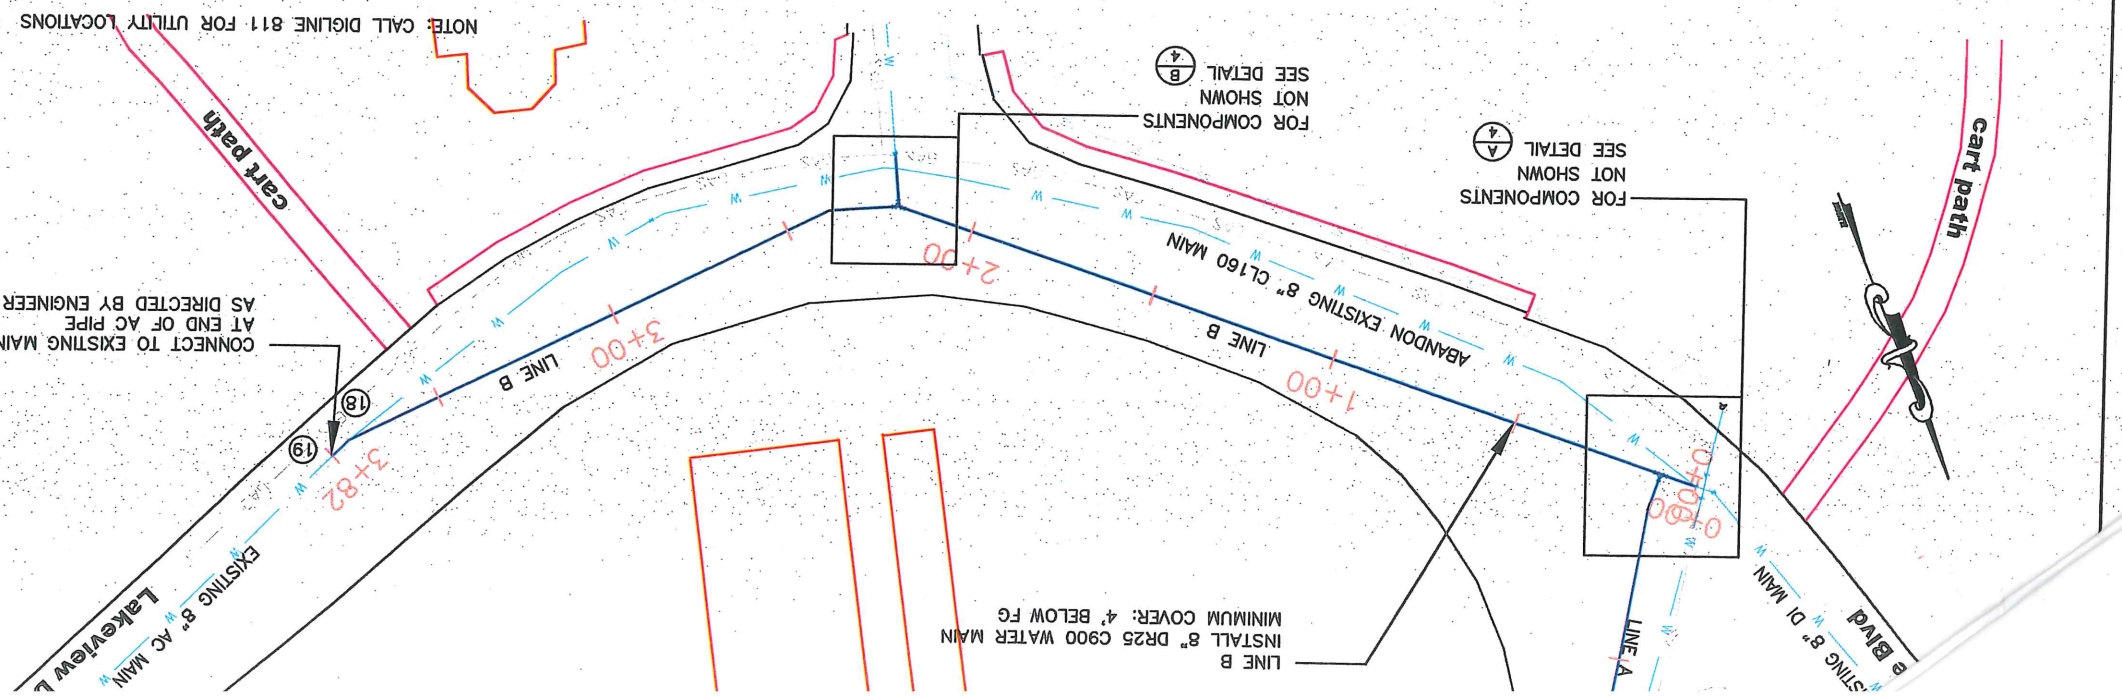 LINE B
INSTALL 8" DR25 C900 WATER MAIN
MINIMUM COVER: 4' BELOW FG
LINE A
EXISTING 8" AC MAIN
Lakeview
e Blvd
STING 8" DI MAIN
0+00
0+00
3+82
19
18
CONNECT TO EXISTING MAIN
AT END OF AC PIPE
AS DIRECTED BY ENGINEER
LINE B
3+00
LINE B
1+00
2+00
ABANDON EXISTING 8" CL160 MAIN
FOR COMPONENTS
NOT SHOWN
SEE DETAIL
A
4
FOR COMPONENTS
NOT SHOWN
SEE DETAIL
B
4
cart path
cart path
NOTE: CALL DIGLINE 811 FOR UTILITY LOCATIONS